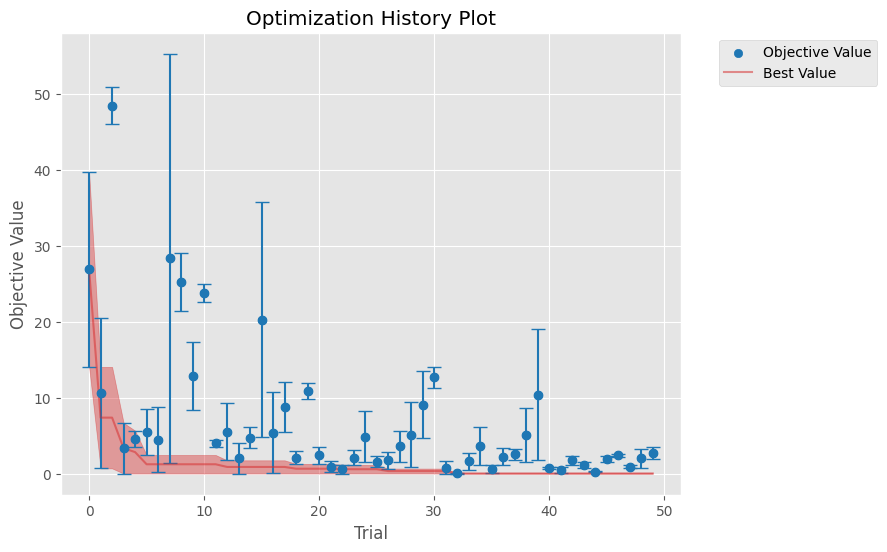 Optimization History Plot
Objective Value
Best Value
Objective Value
50
40
30
20
10
0
0 10 20 30 40 50
Trial